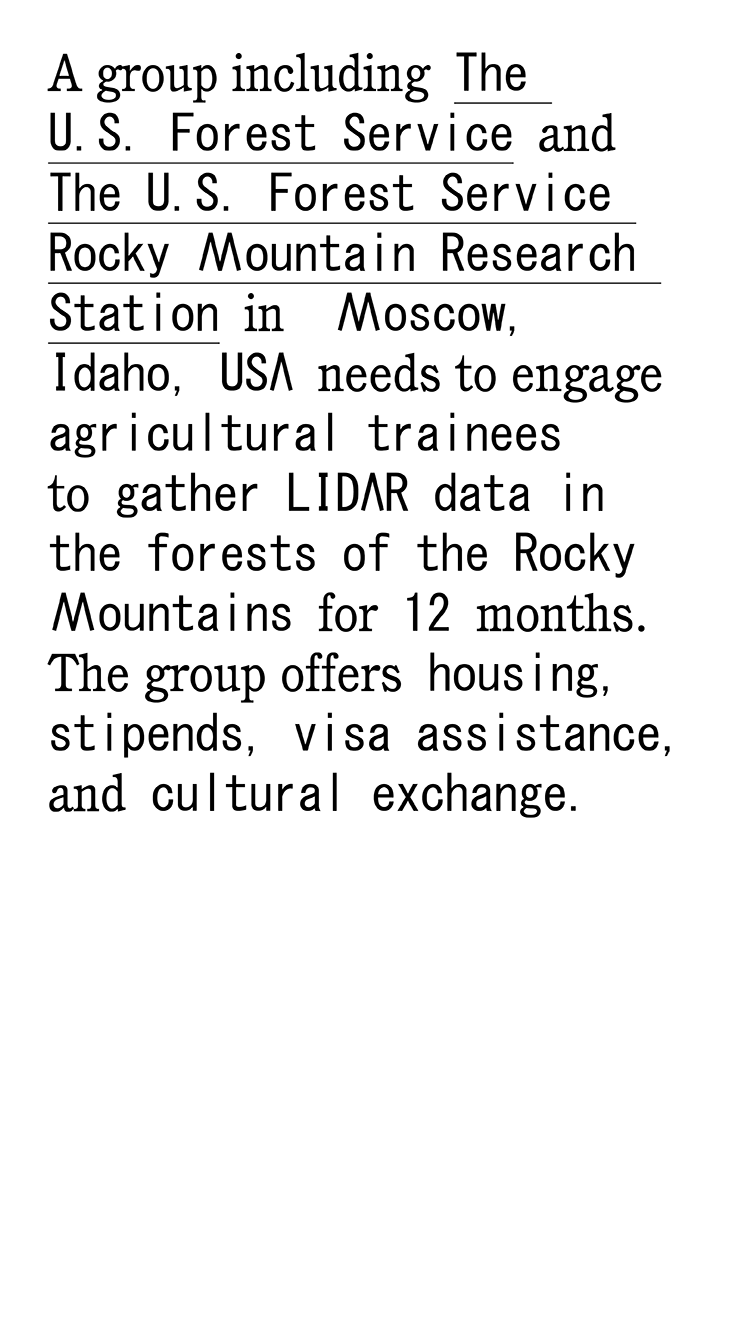 A group including The
U.S. Forest Service and
The U.S. Forest Service
Rocky Mountain Research
Station in Moscow,
Idaho, USA needs to engage
agricultural trainees
to gather LIDAR data in
the forests of the Rocky
Mountains for 12 months.
The group offers housing,
stipends, visa assistance,
and cultural exchange.